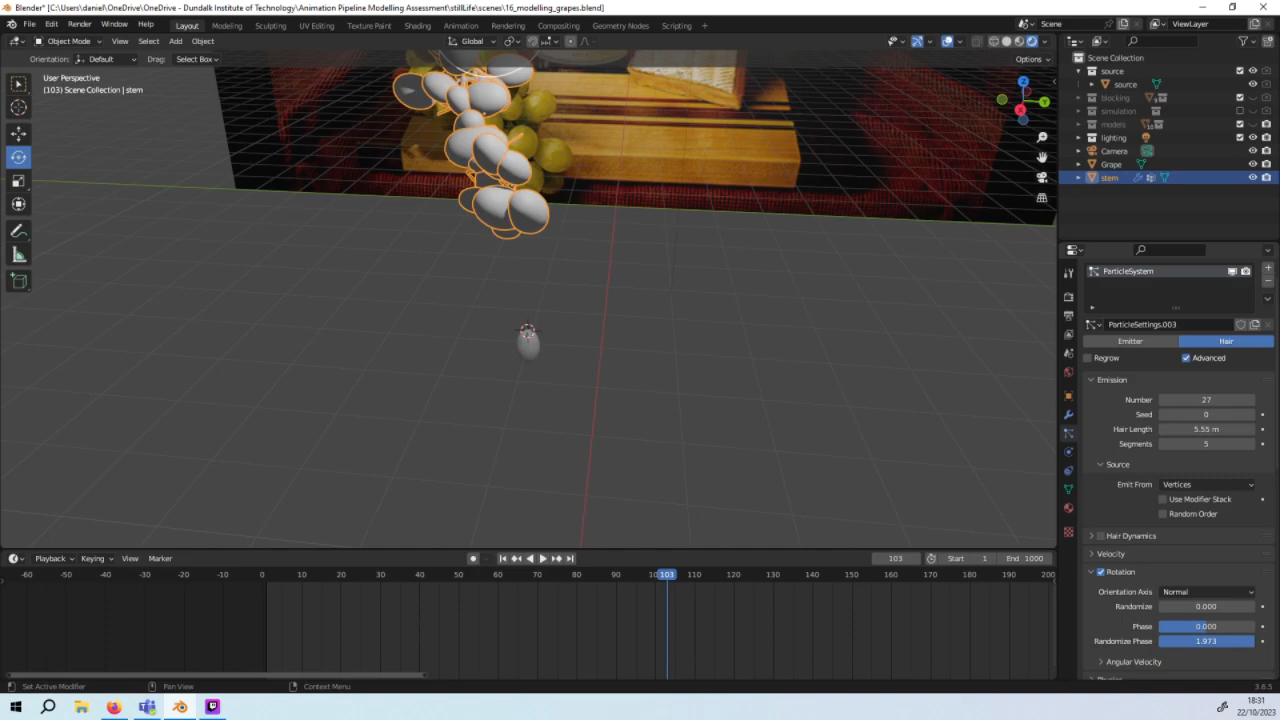 Blender* [C:\Users\daniel\OneDrive\OneDrive - Dundalk Institute of Technology\Animation Pipeline Modelling Assessment\stillLife\scenes\16_modelling_grapes.blend]
File Edit Render Window Help Layout Modeling Sculpting UV Editing Texture Paint Shading Animation Rendering Compositing Geometry Nodes Scripting + Scene ViewLayer
Object Mode View Select Add Object Global
Orientation: Default Drag: Select Box Options
User Perspective
(103) Scene Collection | stem
Z
Y
Scene Collection
source
source
blocking
simulation
models
lighting
Camera
Grape
stem
ParticleSystem
ParticleSettings.003
Emitter Hair
Regrow Advanced
Emission
Number 27
Seed 0
Hair Length 5.55 m
Segments 5
Source
Emit From Vertices
Use Modifier Stack
Random Order
Hair Dynamics
Velocity
Rotation
Orientation Axis Normal
Randomize 0.000
Phase 0.000
Randomize Phase 1.973
Angular Velocity
Playback Keying View Marker 103 Start 1 End 1000
-60 -50 -40 -30 -20 -10 0 10 20 30 40 50 60 70 80 90 103 110 120 130 140 150 160 170 180 190 200
Set Active Modifier Pan View Context Menu 3.6.5
18:31
22/10/2023